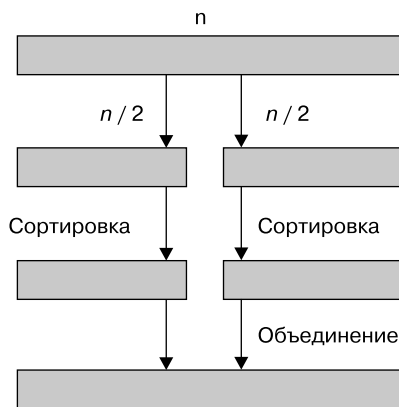 n
n / 2
n / 2
Сортировка
Сортировка
Объединение